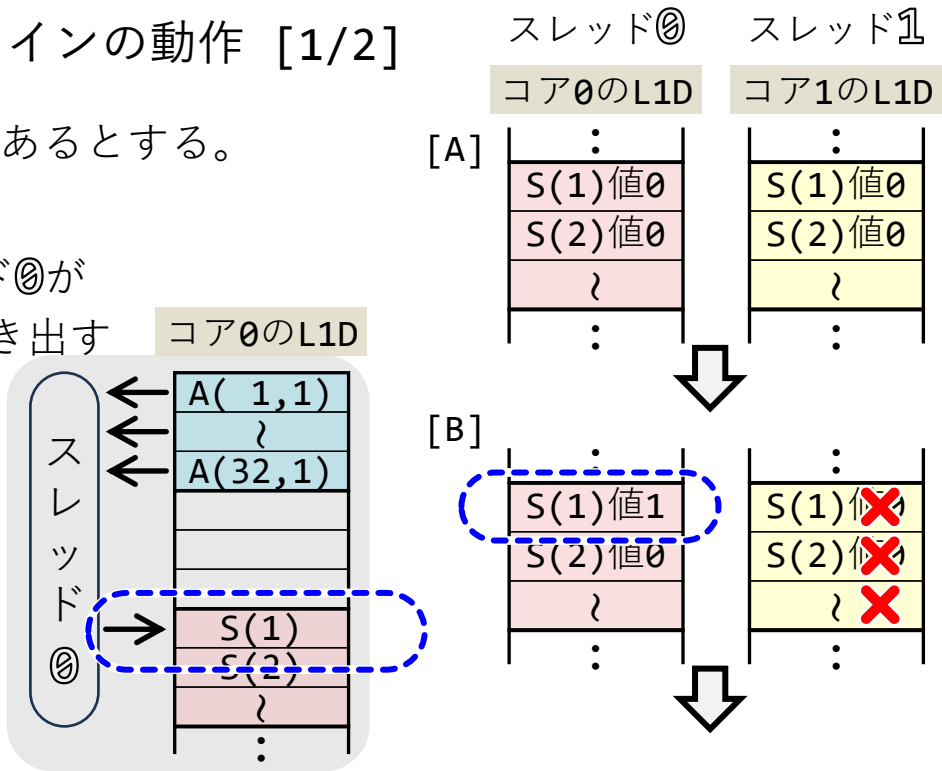 インの動作 [1/2]
あるとする。
ド0が
き出す
コア0のL1D
スレッド0
A( 1,1)
~
A(32,1)
S(1)
S(2)
~
スレッド0
スレッド1
コア0のL1D
コア1のL1D
[A]
S(1)値0
S(2)値0
~
S(1)値0
S(2)値0
~
[B]
S(1)値1
S(2)値0
~
S(1)値0
S(2)値0
~